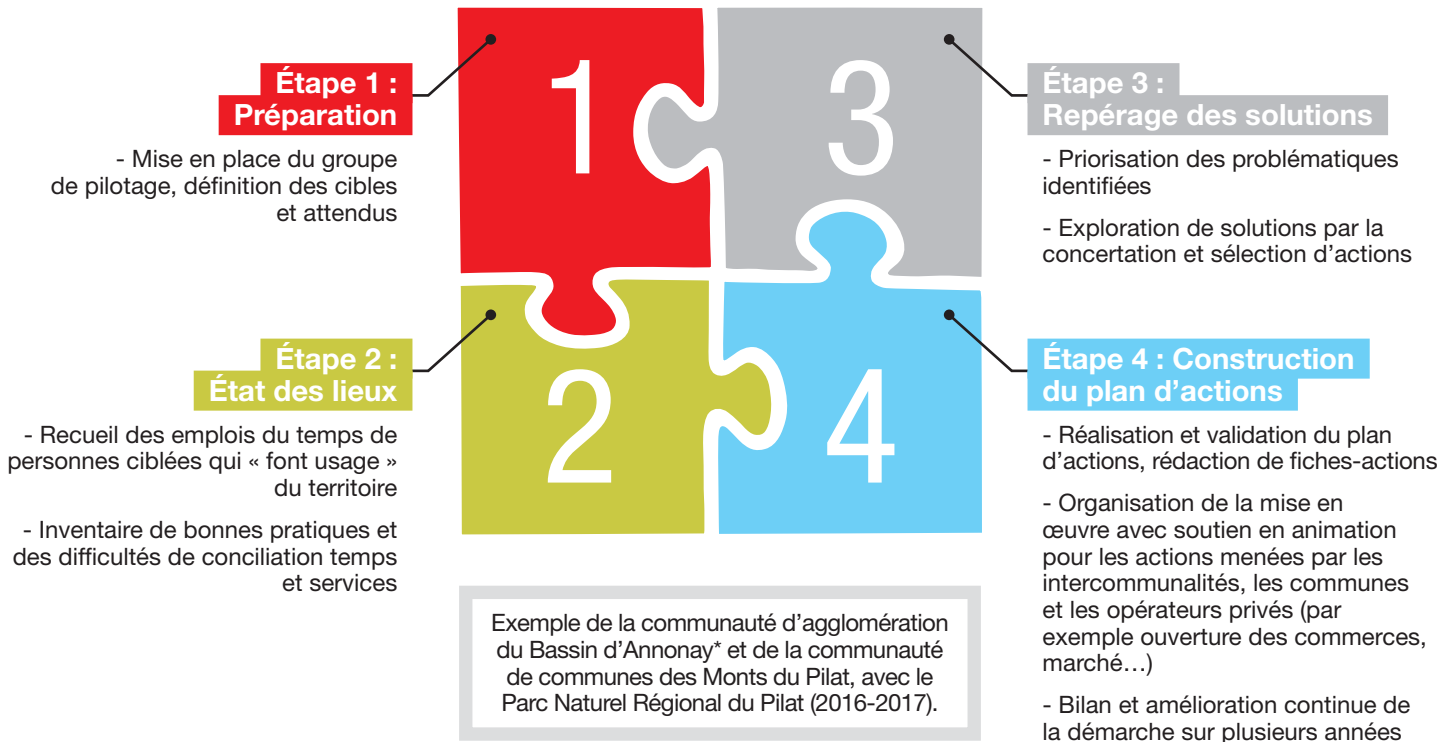 1
Étape 1 :
Préparation
- Mise en place du groupe
de pilotage, définition des cibles
et attendus
2
Étape 2 :
État des lieux
- Recueil des emplois du temps de
personnes ciblées qui « font usage »
du territoire
- Inventaire de bonnes pratiques et
des difficultés de conciliation temps
et services
3
Étape 3 :
Repérage des solutions
- Priorisation des problématiques
identifiées
- Exploration de solutions par la
concertation et sélection d’actions
4
Étape 4 : Construction
du plan d’actions
- Réalisation et validation du plan
d’actions, rédaction de fiches-actions
- Organisation de la mise en
œuvre avec soutien en animation
pour les actions menées par les
intercommunalités, les communes
et les opérateurs privés (par
exemple ouverture des commerces,
marché…)
- Bilan et amélioration continue de
la démarche sur plusieurs années
Exemple de la communauté d’agglomération
du Bassin d’Annonay* et de la communauté
de communes des Monts du Pilat, avec le
Parc Naturel Régional du Pilat (2016-2017).